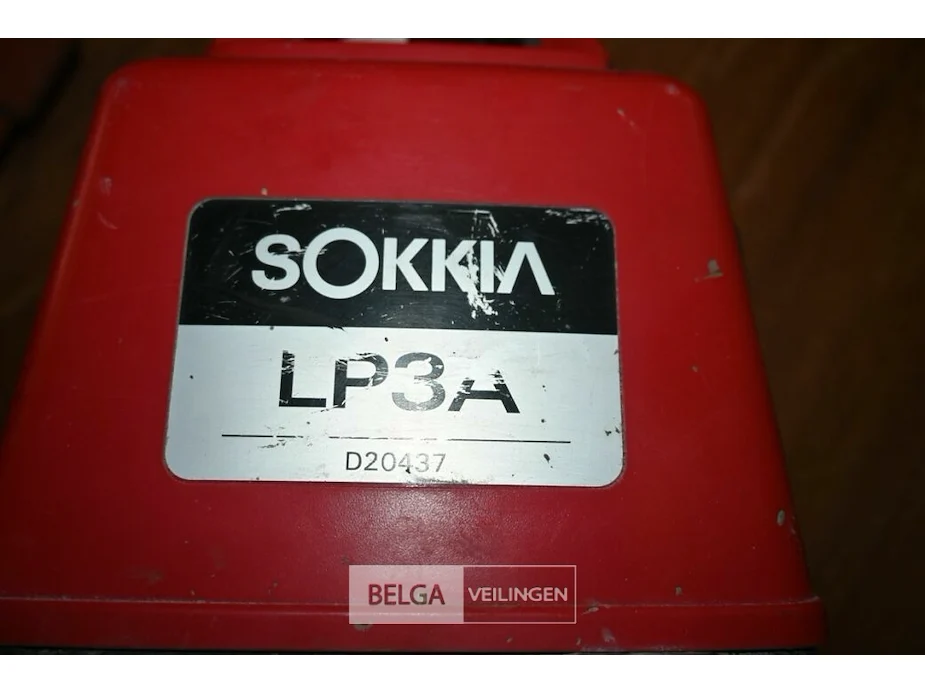 SOKKIA
LP3A
D20437
BELGA VEILINGEN